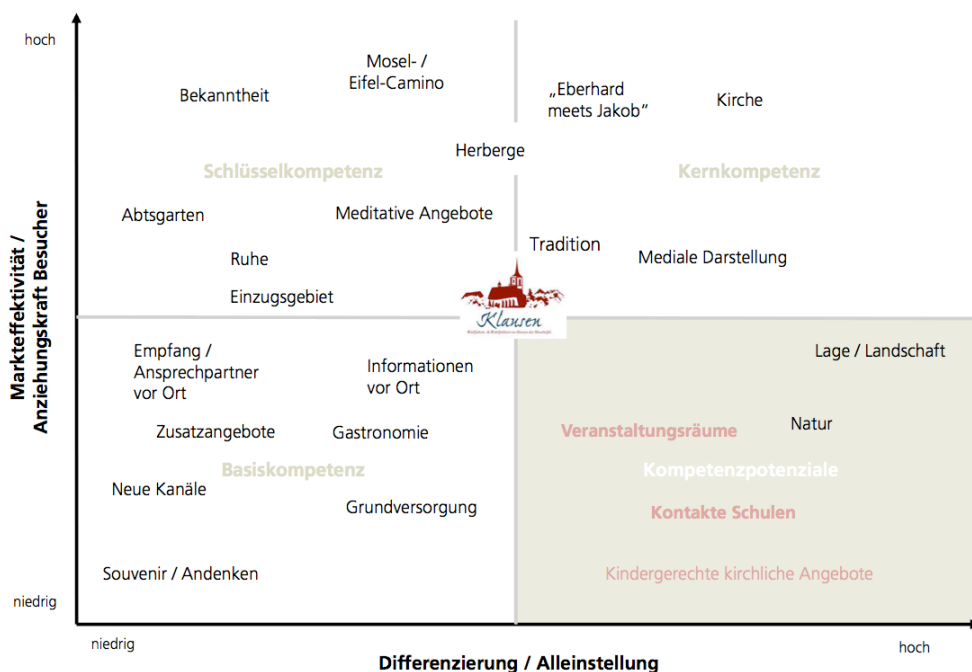 hoch
Mosel- /
Eifel-Camino
Bekanntheit
„Eberhard
meets Jakob“
Kirche
Herberge
Schlüsselkompetenz
Kernkompetenz
Abtsgarten
Meditative Angebote
Tradition
Ruhe
Mediale Darstellung
Einzugsgebiet
Klausen
Markteffektivität /
Anziehungskraft Besucher
Empfang /
Ansprechpartner
vor Ort
Informationen
vor Ort
Lage / Landschaft
Zusatzangebote
Gastronomie
Veranstaltungsräume
Natur
Basiskompetenz
Kompetenzpotenziale
Neue Kanäle
Grundversorgung
Kontakte Schulen
Souvenir / Andenken
Kindergerechte kirchliche Angebote
niedrig
niedrig
hoch
Differenzierung / Alleinstellung